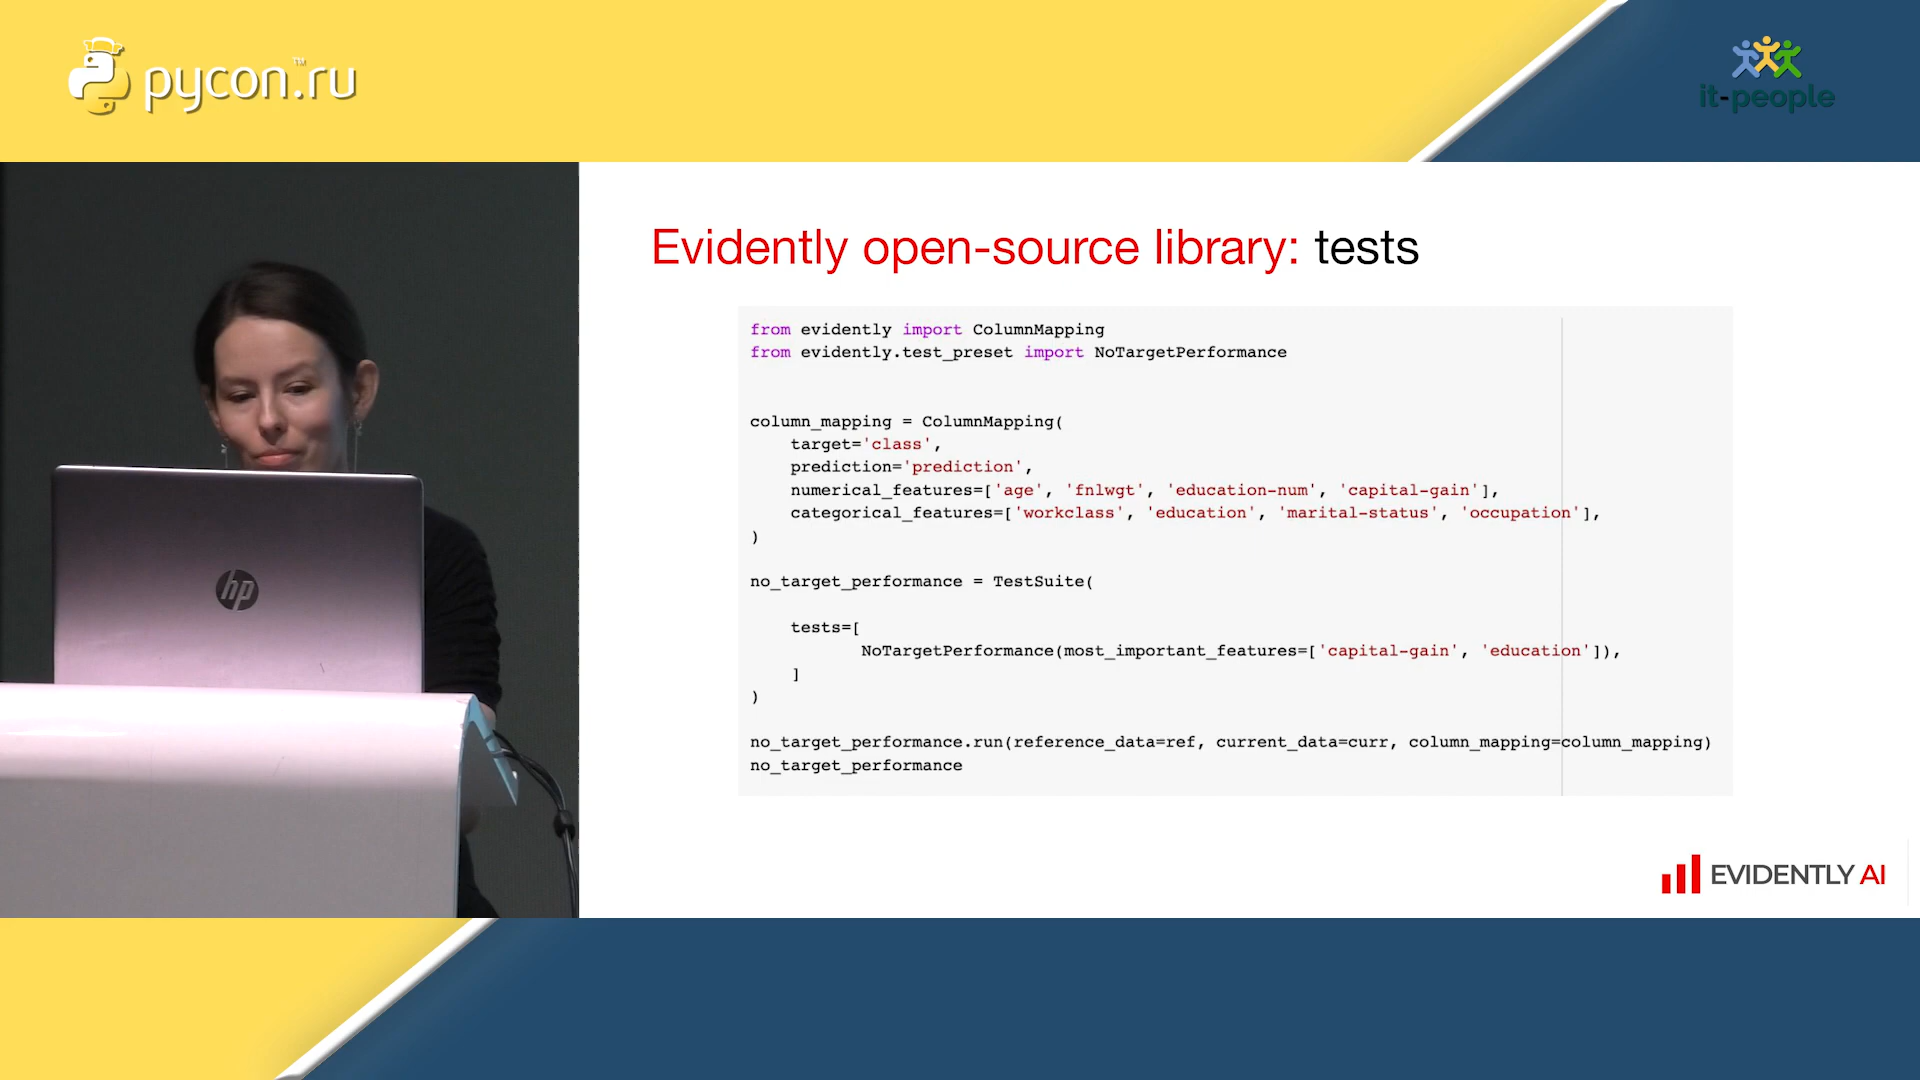 pycon.ru
™
it-people
Evidently open-source library: tests
from evidently import ColumnMapping
from evidently.test_preset import NoTargetPerformance
column_mapping = ColumnMapping(
target='class',
prediction='prediction',
numerical_features=['age', 'fnlwgt', 'education-num', 'capital-gain'],
categorical_features=['workclass', 'education', 'marital-status', 'occupation'],
)
no_target_performance = TestSuite(
tests=[
NoTargetPerformance(most_important_features=['capital-gain', 'education']),
]
)
no_target_performance.run(reference_data=ref, current_data=curr, column_mapping=column_mapping)
no_target_performance
hp
EVIDENTLY AI